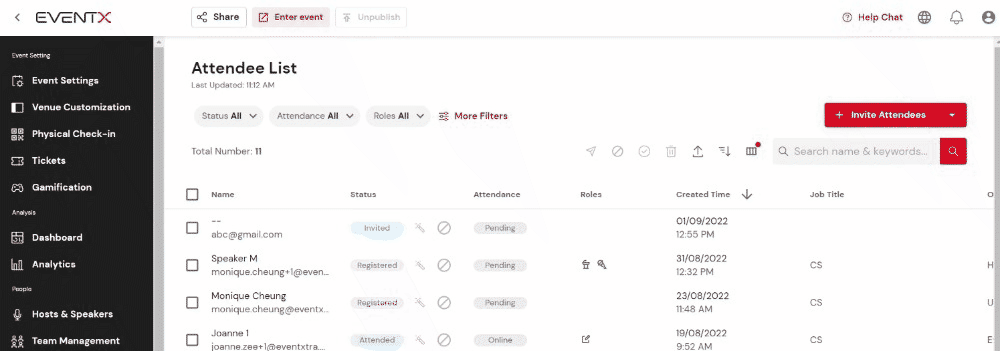 EVENTX Share Enter event Unpublish Help Chat
Event Setting
Event Settings
Venue Customization
Physical Check-in
Tickets
Gamification
Analysis
Dashboard
Analytics
People
Hosts & Speakers
Team Management
Attendee List
Last Updated: 11:12 AM
Status All Attendance All Roles All More Filters
+ Invite Attendees
Total Number: 11
Search name & keywords...
Name Status Attendance Roles Created Time Job Title O
-- Invited Pending 01/09/2022
abc@gmail.com 12:55 PM
Speaker M Registered Pending 31/08/2022 CS H
monique.cheung+1@even... 12:32 PM
Monique Cheung Registered Pending 23/08/2022 CS U
monique.cheung@eventx... 11:48 AM
Joanne 1 Attended Online 19/08/2022 CS E
joanne.zee+1@eventxtra... 9:52 AM